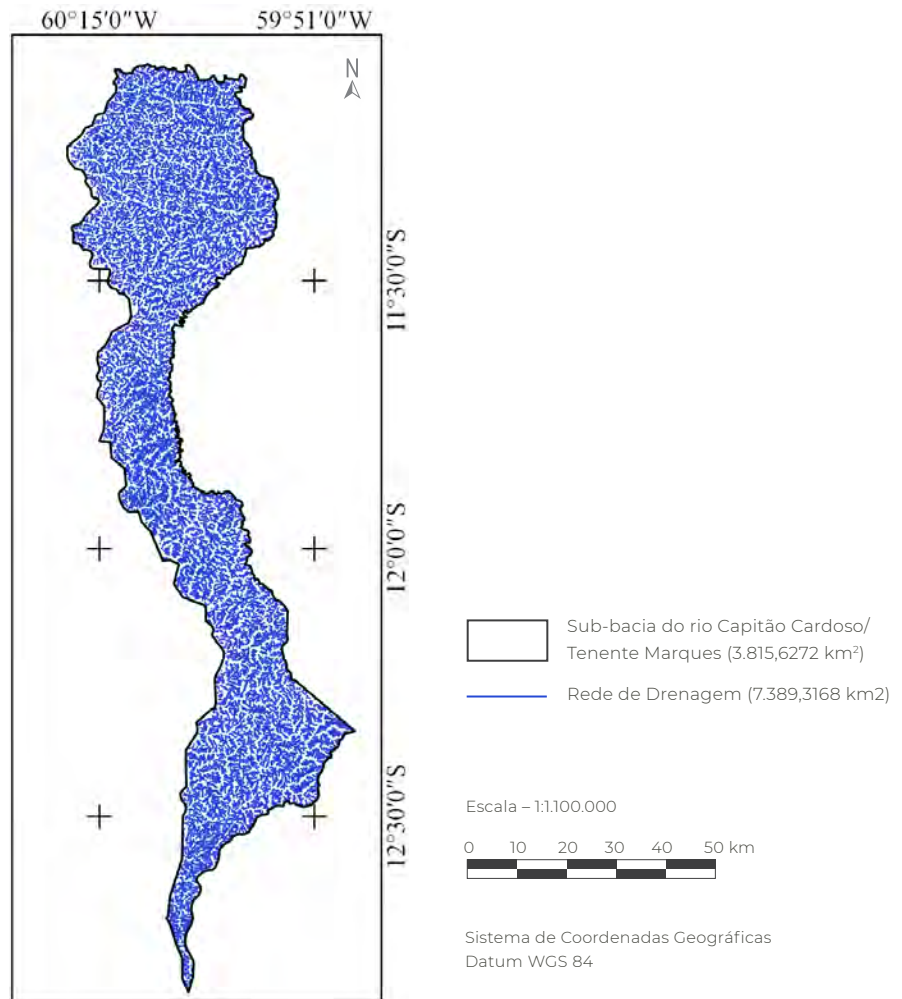 60°15'0"W 59°51'0"W
N
11°30'0"S
12°0'0"S
12°30'0"S
Sub-bacia do rio Capitão Cardoso/
Tenente Marques (3.815,6272 km²)
Rede de Drenagem (7.389,3168 km2)
Escala – 1:1.100.000
0 10 20 30 40 50 km
Sistema de Coordenadas Geográficas
Datum WGS 84